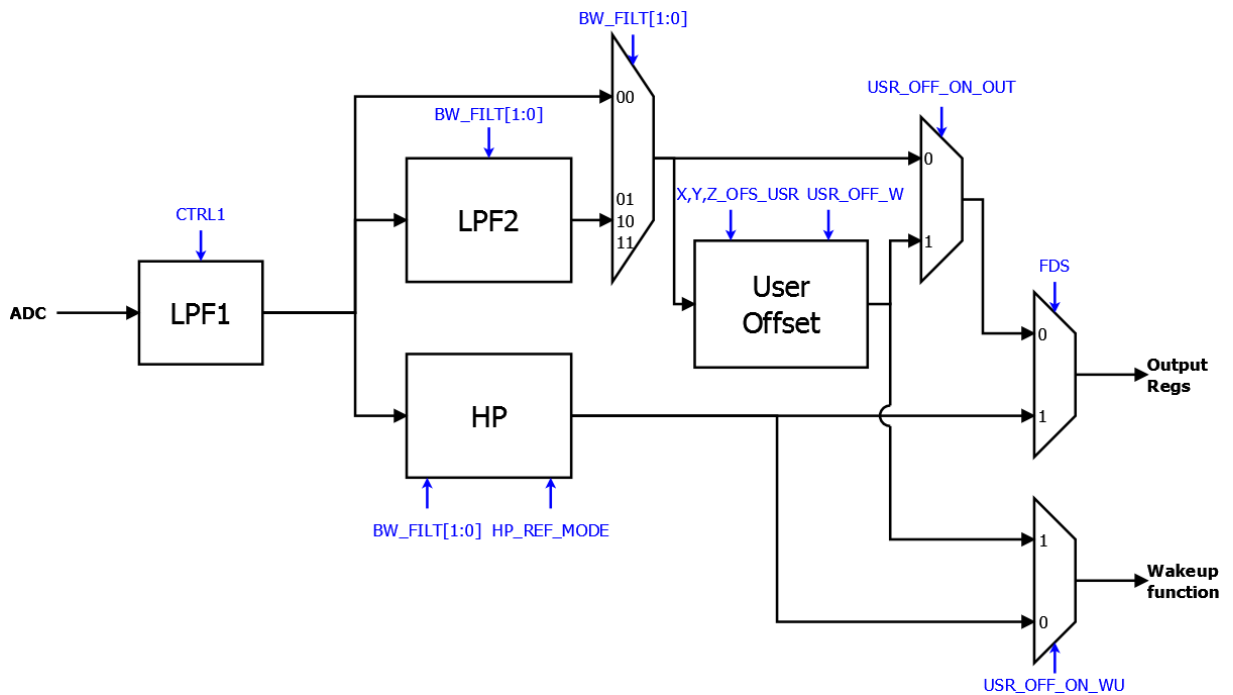 BW_FILT[1:0]
USR_OFF_ON_OUT
00
BW_FILT[1:0]
0
X,Y,Z_OFS_USR USR_OFF_W
01
CTRL1
LPF2
10
11
1
FDS
User
Offset
ADC
LPF1
0
Output
Regs
HP
1
BW_FILT[1:0] HP_REF_MODE
1
Wakeup
function
0
USR_OFF_ON_WU